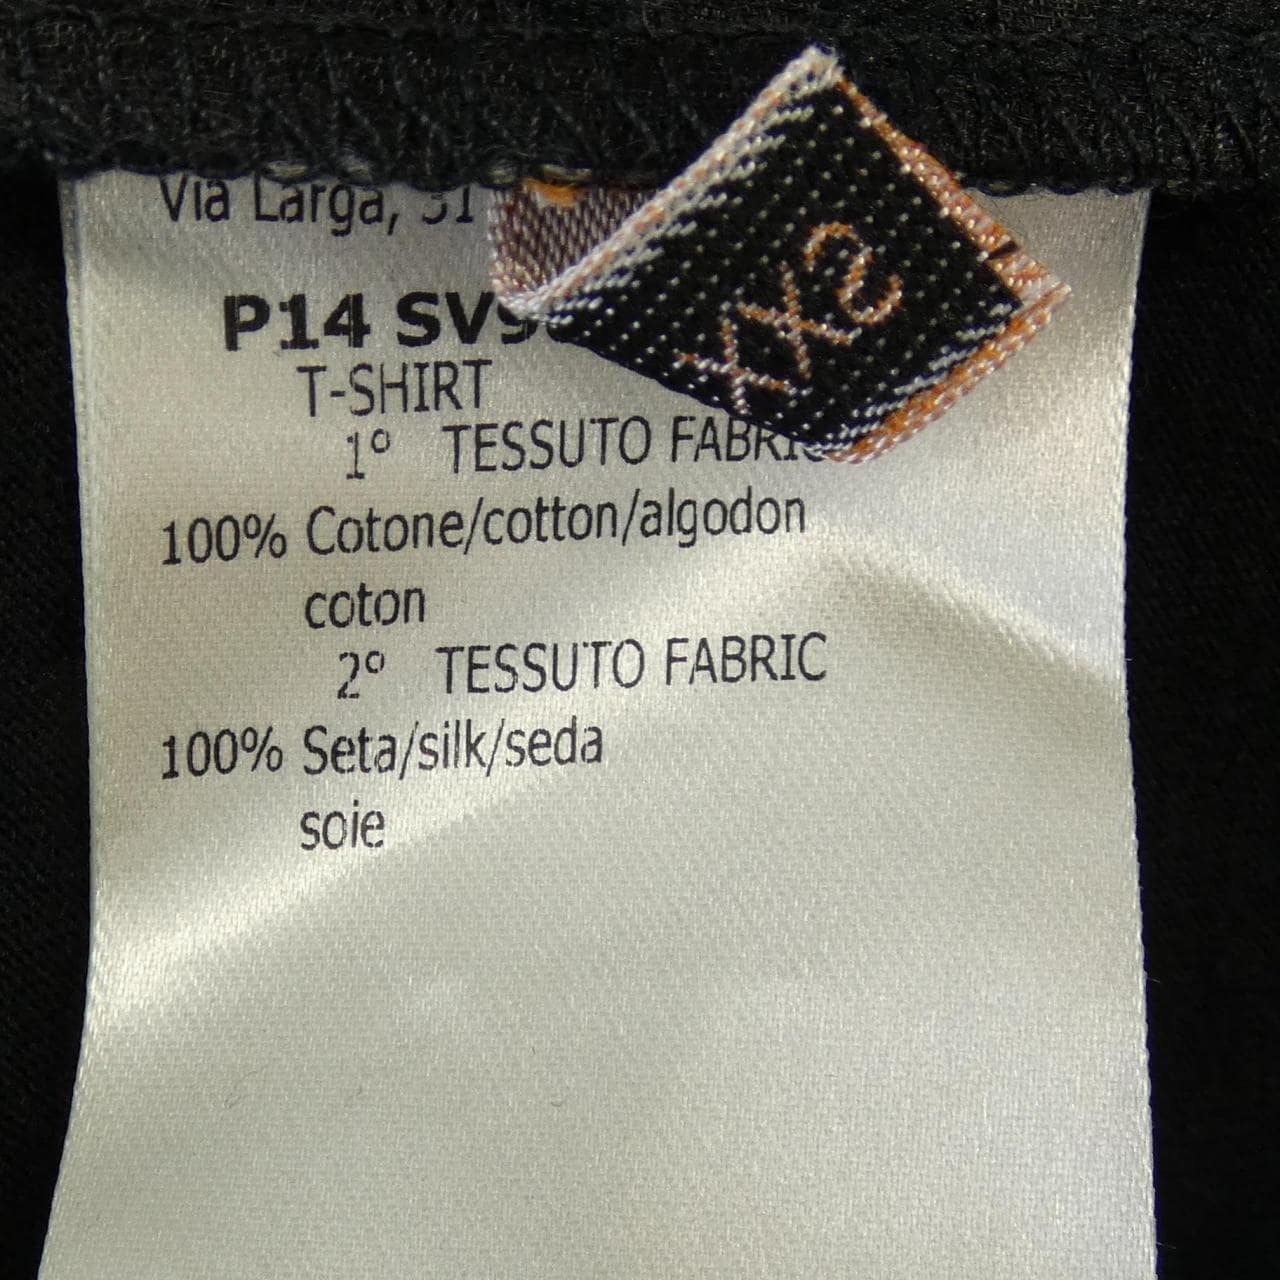 Via Larga, 31
P14 SV9
T-SHIRT
1° TESSUTO FABRIC
100% Cotone/cotton/algodon
coton
2° TESSUTO FABRIC
100% Seta/silk/seda
soie